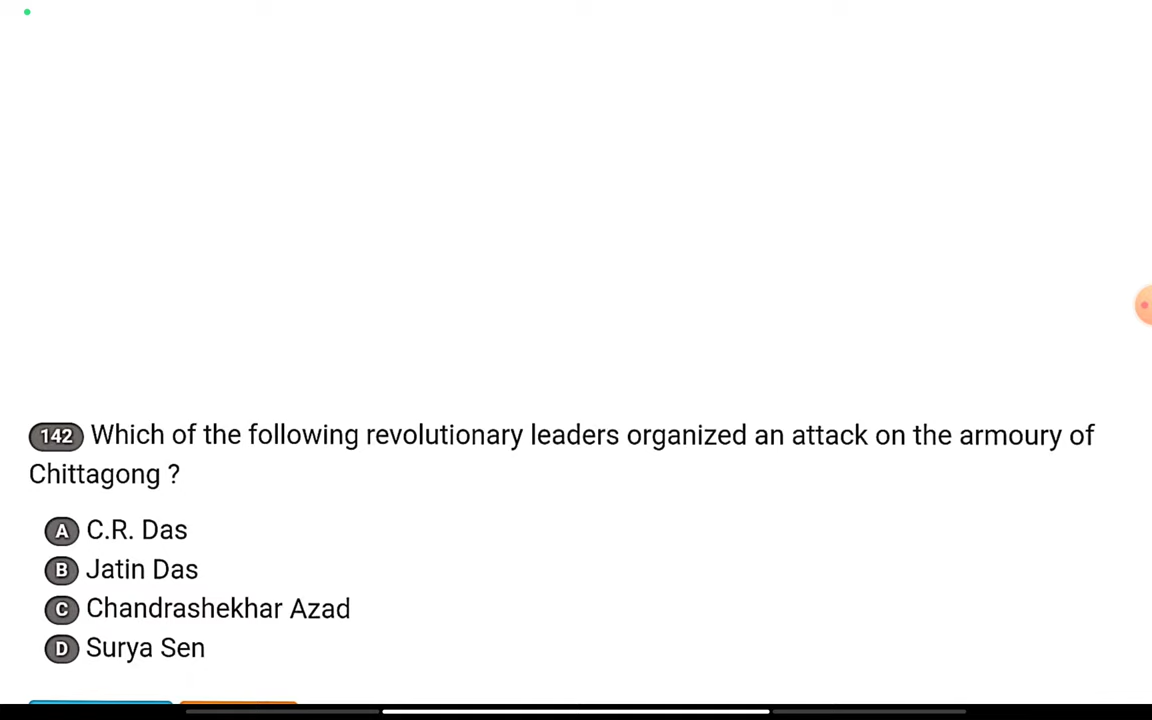 142 Which of the following revolutionary leaders organized an attack on the armoury of
Chittagong ?
A C.R. Das
B Jatin Das
C Chandrashekhar Azad
D Surya Sen